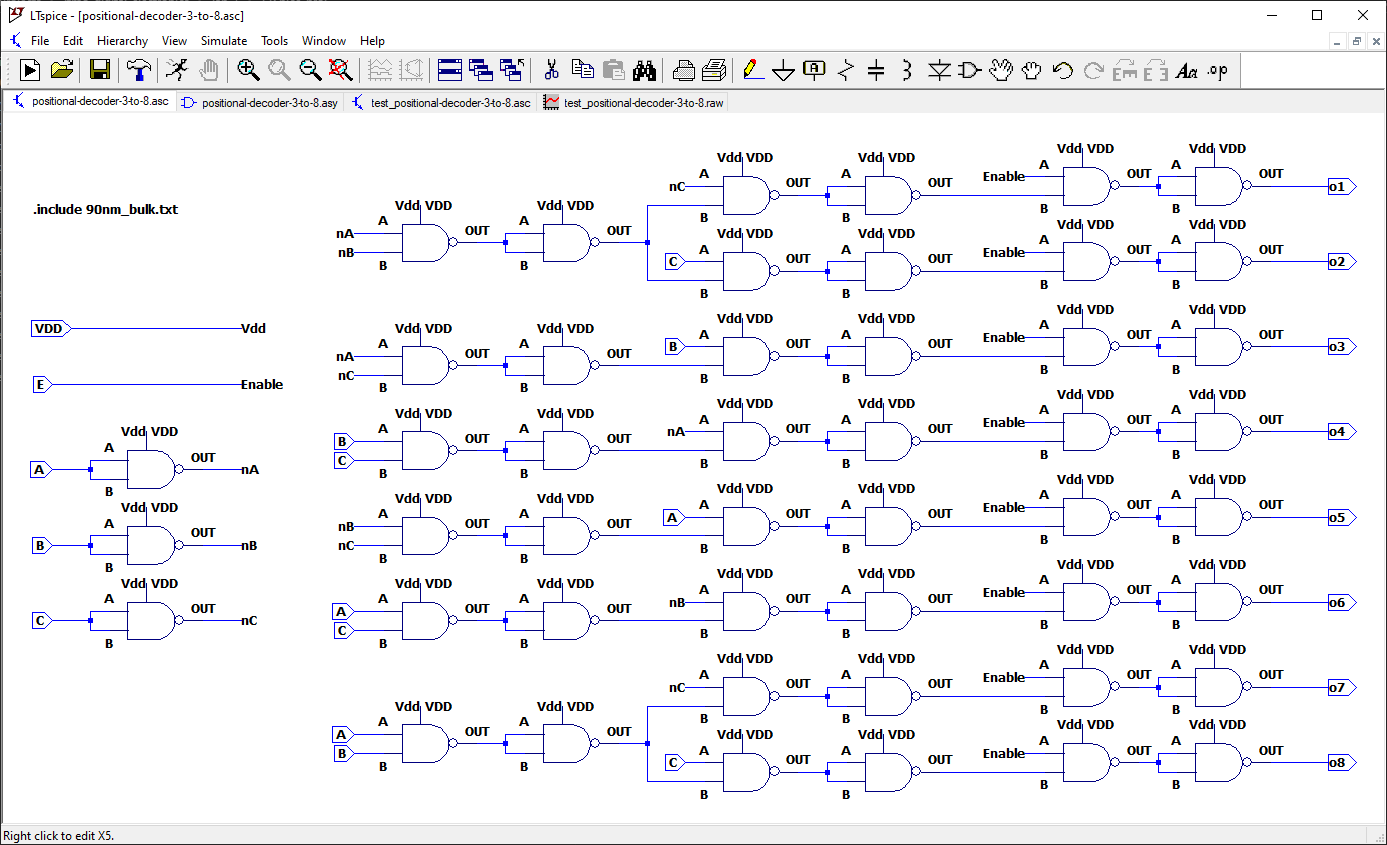 LTspice - [positional-decoder-3-to-8.asc]
File Edit Hierarchy View Simulate Tools Window Help
A Aa .op
positional-decoder-3-to-8.asc positional-decoder-3-to-8.asy test_positional-decoder-3-to-8.asc test_positional-decoder-3-to-8.raw
.include 90nm_bulk.txt
VDD Vdd
E Enable
Vdd VDD
A
A OUT nA
B
Vdd VDD
A
B OUT nB
B
Vdd VDD
A
C OUT nC
B
Vdd VDD Vdd VDD
A A
nA OUT OUT
nB
B B
Vdd VDD Vdd VDD Vdd VDD Vdd VDD
A A A A
nC OUT OUT Enable OUT OUT o1
B B B B
Vdd VDD Vdd VDD Vdd VDD Vdd VDD
A A A A
C OUT OUT Enable OUT OUT o2
B B B B
Vdd VDD Vdd VDD Vdd VDD Vdd VDD Vdd VDD Vdd VDD
A A A A A A
nA OUT OUT B OUT OUT Enable OUT OUT o3
nC
B B B B B B
Vdd VDD Vdd VDD Vdd VDD Vdd VDD Vdd VDD Vdd VDD
A A A A A A
B OUT OUT nA OUT OUT Enable OUT OUT o4
C
B B B B B B
Vdd VDD Vdd VDD Vdd VDD Vdd VDD Vdd VDD Vdd VDD
A A A A A A
nB OUT OUT A OUT OUT Enable OUT OUT o5
nC
B B B B B B
Vdd VDD Vdd VDD Vdd VDD Vdd VDD Vdd VDD Vdd VDD
A A A A A A
A OUT OUT nB OUT OUT Enable OUT OUT o6
C
B B B B B B
Vdd VDD Vdd VDD
A A
A OUT OUT
B
B B
Vdd VDD Vdd VDD Vdd VDD Vdd VDD
A A A A
nC OUT OUT Enable OUT OUT o7
B B B B
Vdd VDD Vdd VDD Vdd VDD Vdd VDD
A A A A
C OUT OUT Enable OUT OUT o8
B B B B
Right click to edit X5.